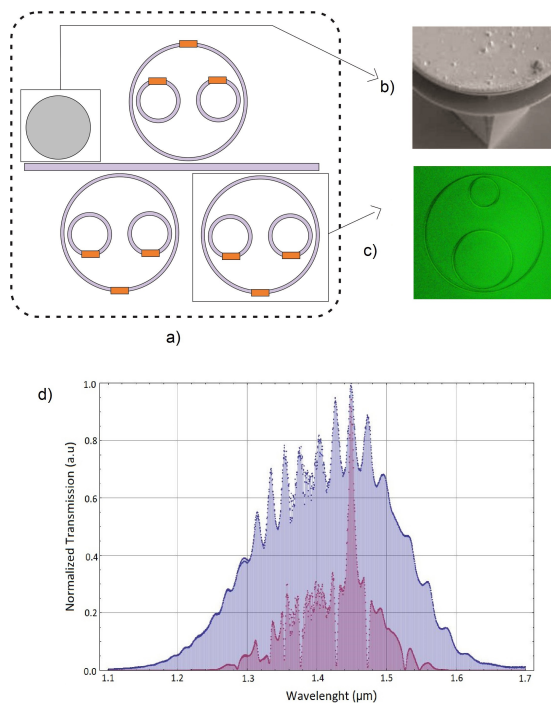 b)
c)
a)
d)
Normalized Transmission (a.u)
1.0
0.8
0.6
0.4
0.2
0.0
1.1 1.2 1.3 1.4 1.5 1.6 1.7
Wavelenght (μm)